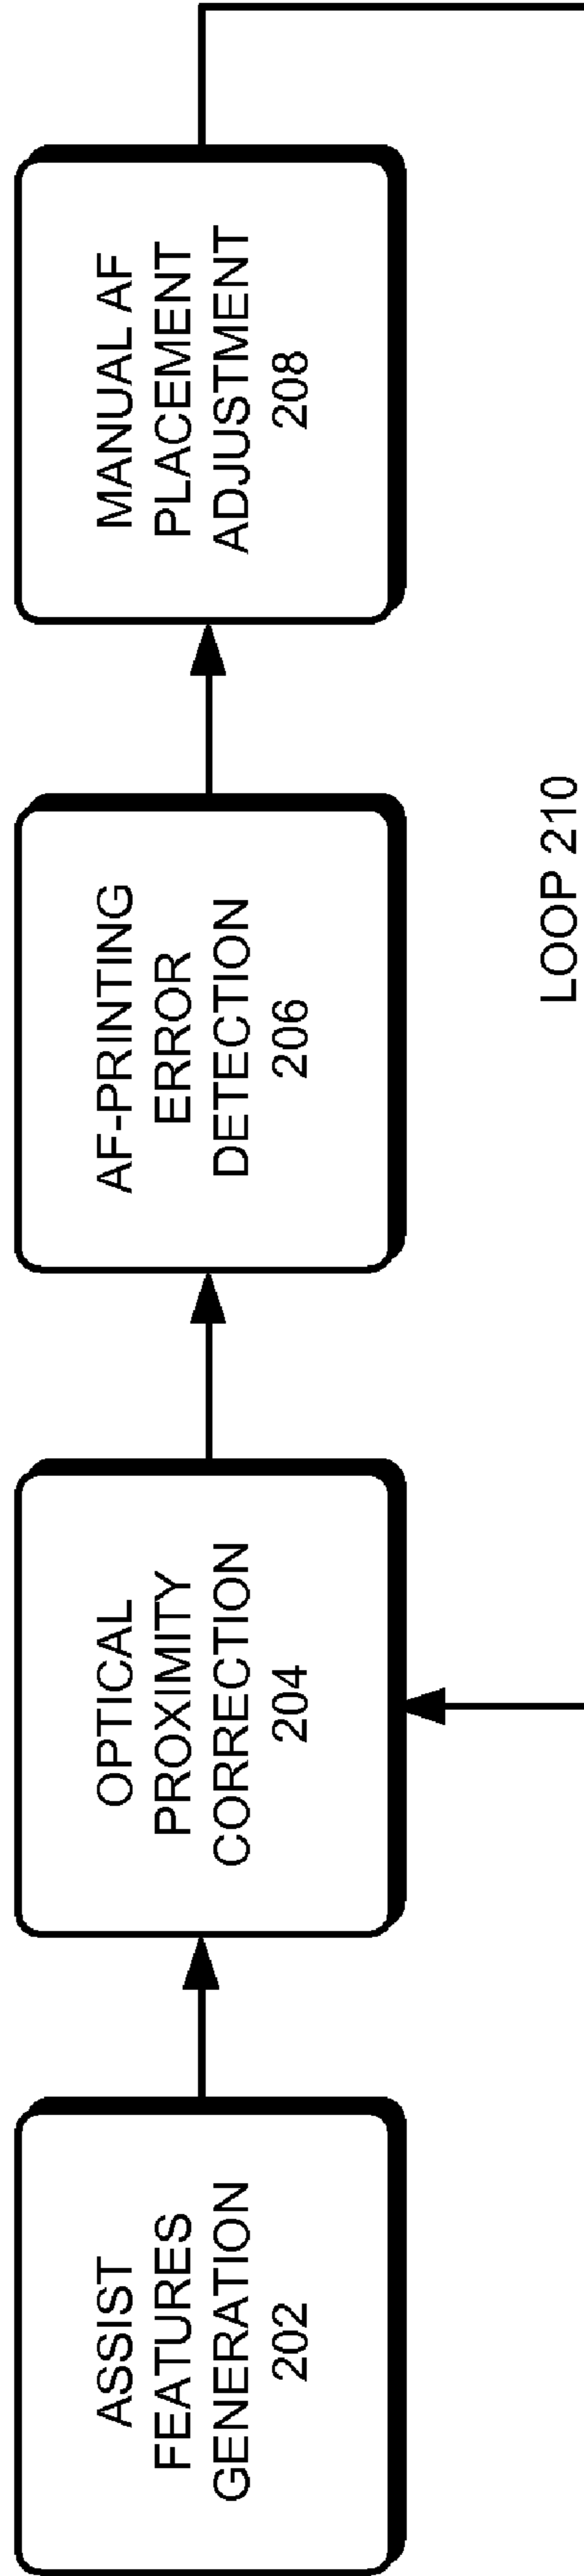 ASSIST
FEATURES
GENERATION
202
OPTICAL
PROXIMITY
CORRECTION
204
AF-PRINTING
ERROR
DETECTION
206
MANUAL AF
PLACEMENT
ADJUSTMENT
208
LOOP 210